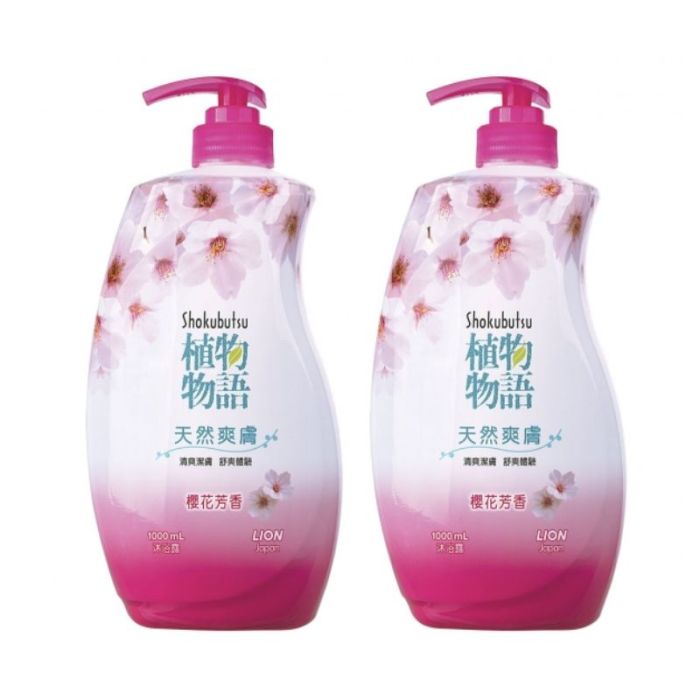 Shokubutsu
植物
物語
天然爽膚
清爽潔膚 舒爽體驗
櫻花芳香
1000 mL LION
沐浴露 Japan
Shokubutsu
植物
物語
天然爽膚
清爽潔膚 舒爽體驗
櫻花芳香
1000 mL LION
沐浴露 Japan